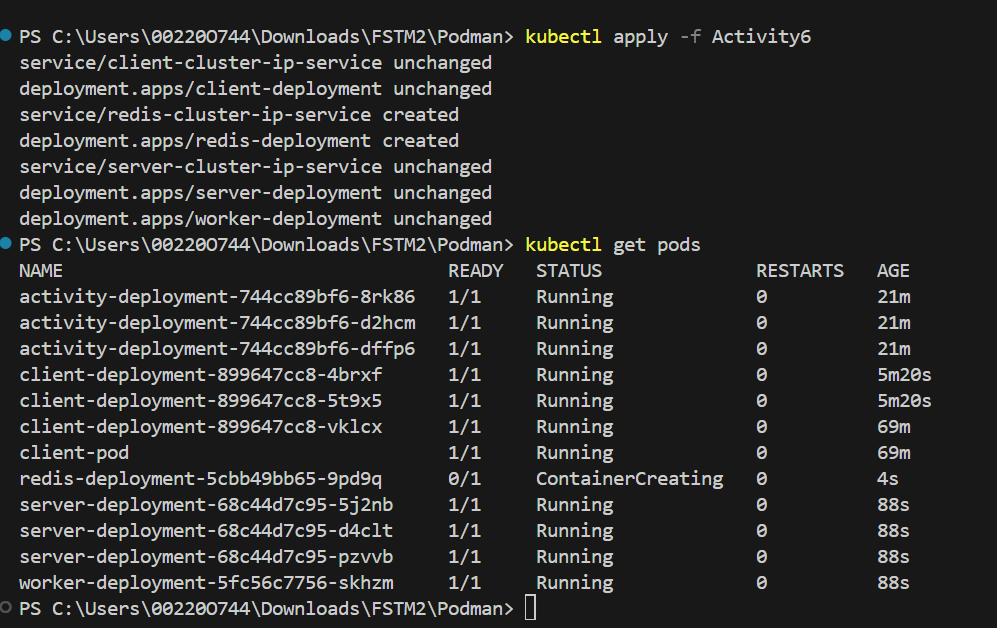 PS C:\Users\00220O744\Downloads\FSTM2\Podman> kubectl apply -f Activity6
service/client-cluster-ip-service unchanged
deployment.apps/client-deployment unchanged
service/redis-cluster-ip-service created
deployment.apps/redis-deployment created
service/server-cluster-ip-service unchanged
deployment.apps/server-deployment unchanged
deployment.apps/worker-deployment unchanged
PS C:\Users\00220O744\Downloads\FSTM2\Podman> kubectl get pods
NAME READY STATUS RESTARTS AGE
activity-deployment-744cc89bf6-8rk86 1/1 Running 0 21m
activity-deployment-744cc89bf6-d2hcm 1/1 Running 0 21m
activity-deployment-744cc89bf6-dffp6 1/1 Running 0 21m
client-deployment-899647cc8-4brxf 1/1 Running 0 5m20s
client-deployment-899647cc8-5t9x5 1/1 Running 0 5m20s
client-deployment-899647cc8-vklcx 1/1 Running 0 69m
client-pod 1/1 Running 0 69m
redis-deployment-5cbb49bb65-9pd9q 0/1 ContainerCreating 0 4s
server-deployment-68c44d7c95-5j2nb 1/1 Running 0 88s
server-deployment-68c44d7c95-d4clt 1/1 Running 0 88s
server-deployment-68c44d7c95-pzvvb 1/1 Running 0 88s
worker-deployment-5fc56c7756-skhzm 1/1 Running 0 88s
PS C:\Users\00220O744\Downloads\FSTM2\Podman>